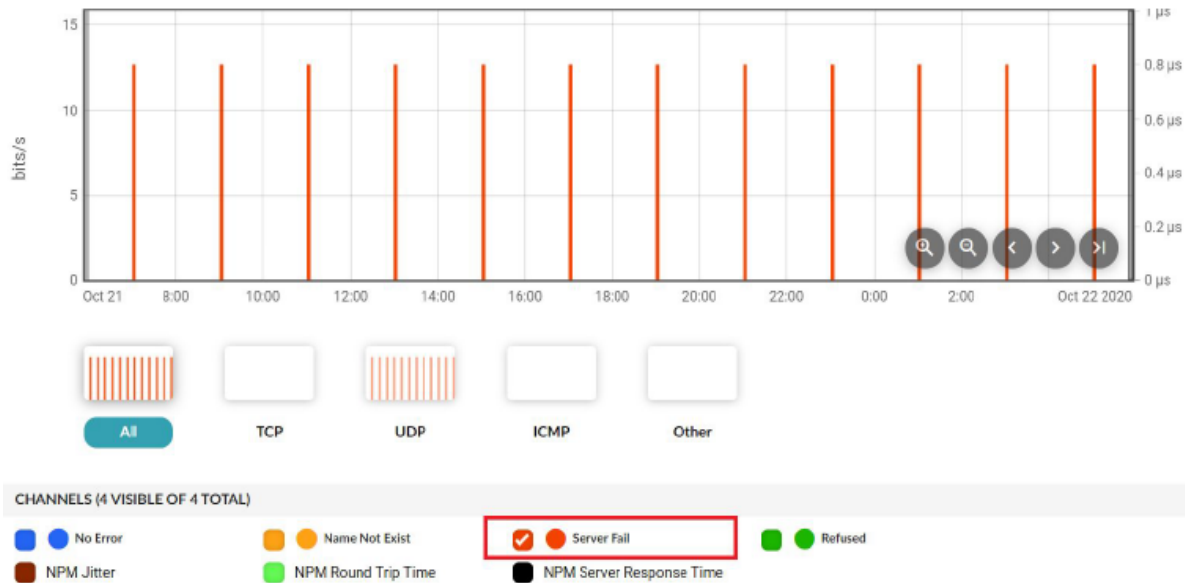 15
10
5
0
bits/s
1 µs
0.8 µs
0.6 µs
0.4 µs
0.2 µs
0 µs
Oct 21 8:00 10:00 12:00 14:00 16:00 18:00 20:00 22:00 0:00 2:00 Oct 22 2020
All TCP UDP ICMP Other
CHANNELS (4 VISIBLE OF 4 TOTAL)
No Error Name Not Exist Server Fail Refused
NPM Jitter NPM Round Trip Time NPM Server Response Time